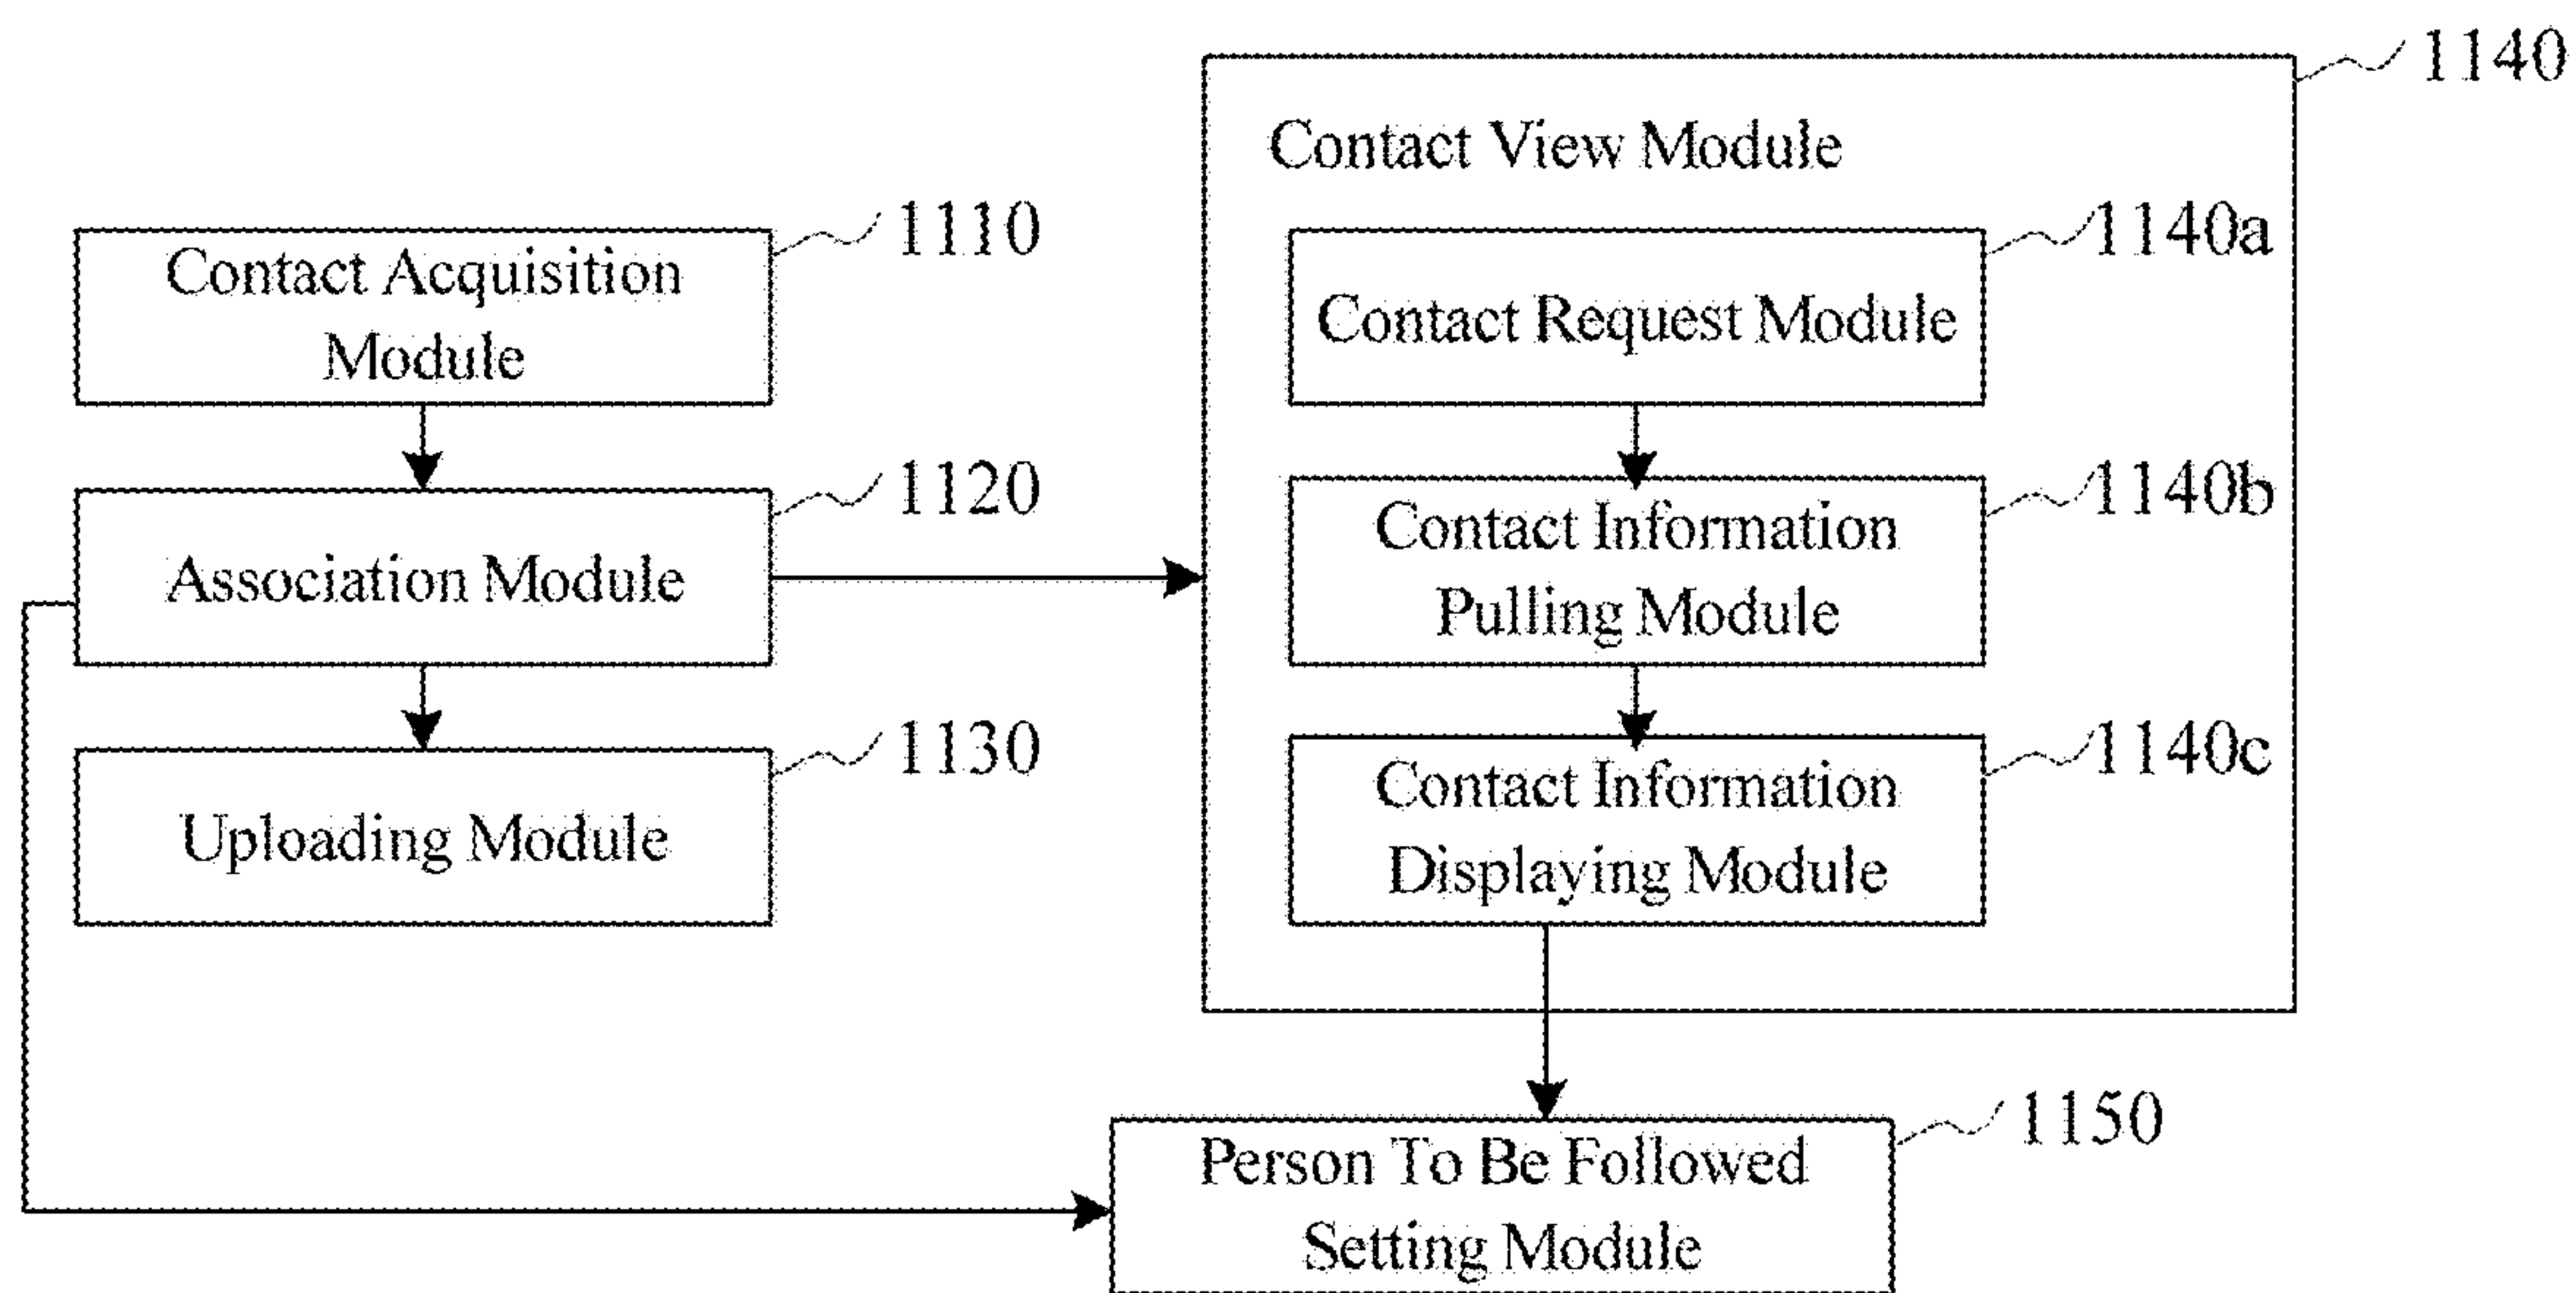 1140
Contact View Module
1110
1140a
Contact Acquisition
Module
Contact Request Module
1120
1140b
Association Module
Contact Information
Pulling Module
1130
1140c
Uploading Module
Contact Information
Displaying Module
1150
Person To Be Followed
Setting Module